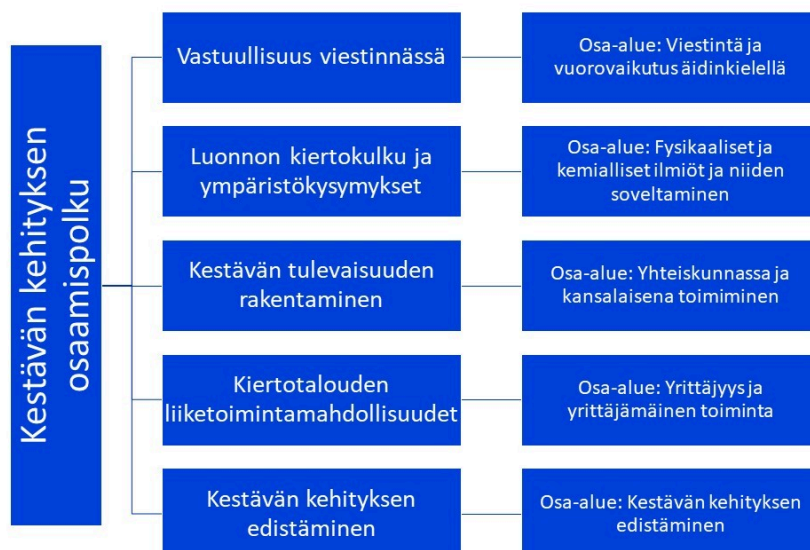 Kestävän kehityksen
osaamispolku
Vastuullisuus viestinnässä
Osa-alue: Viestintä ja
vuorovaikutus äidinkielellä
Luonnon kiertokulku ja
ympäristökysymykset
Osa-alue: Fysikaaliset ja
kemialliset ilmiöt ja niiden
soveltaminen
Kestävän tulevaisuuden
rakentaminen
Osa-alue: Yhteiskunnassa ja
kansalaisena toimiminen
Kiertotalouden
liiketoimintamahdollisuudet
Osa-alue: Yrittäjyys ja
yrittäjämäinen toiminta
Kestävän kehityksen
edistäminen
Osa-alue: Kestävän kehityksen
edistäminen